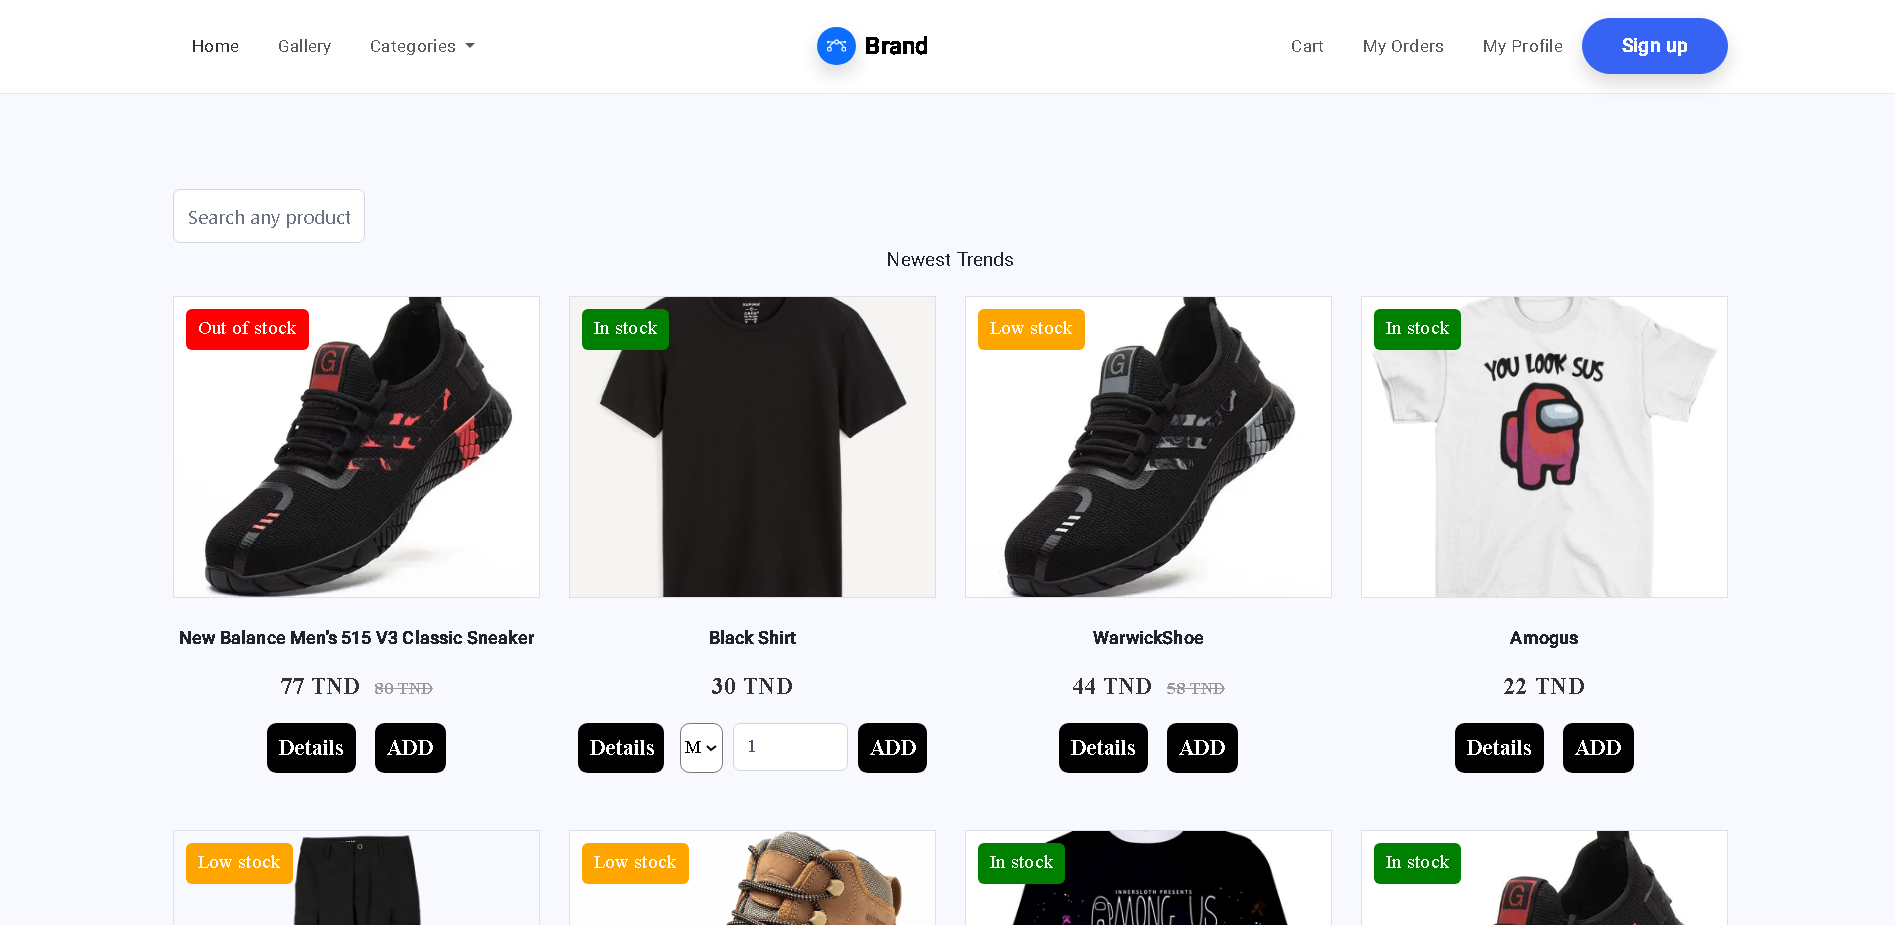 Home Gallery Categories Brand Cart My Orders My Profile Sign up
Search any product
Newest Trends
Out of stock
In stock
Low stock
In stock
G
G
YOU LOOK SUS
New Balance Men's 515 V3 Classic Sneaker
Black Shirt
WarwickShoe
Amogus
77 TND 80 TND
30 TND
44 TND 58 TND
22 TND
Details ADD
Details M 1 ADD
Details ADD
Details ADD
Low stock
Low stock
In stock
In stock
INNERSLOTH PRESENTS
AMONG US
G